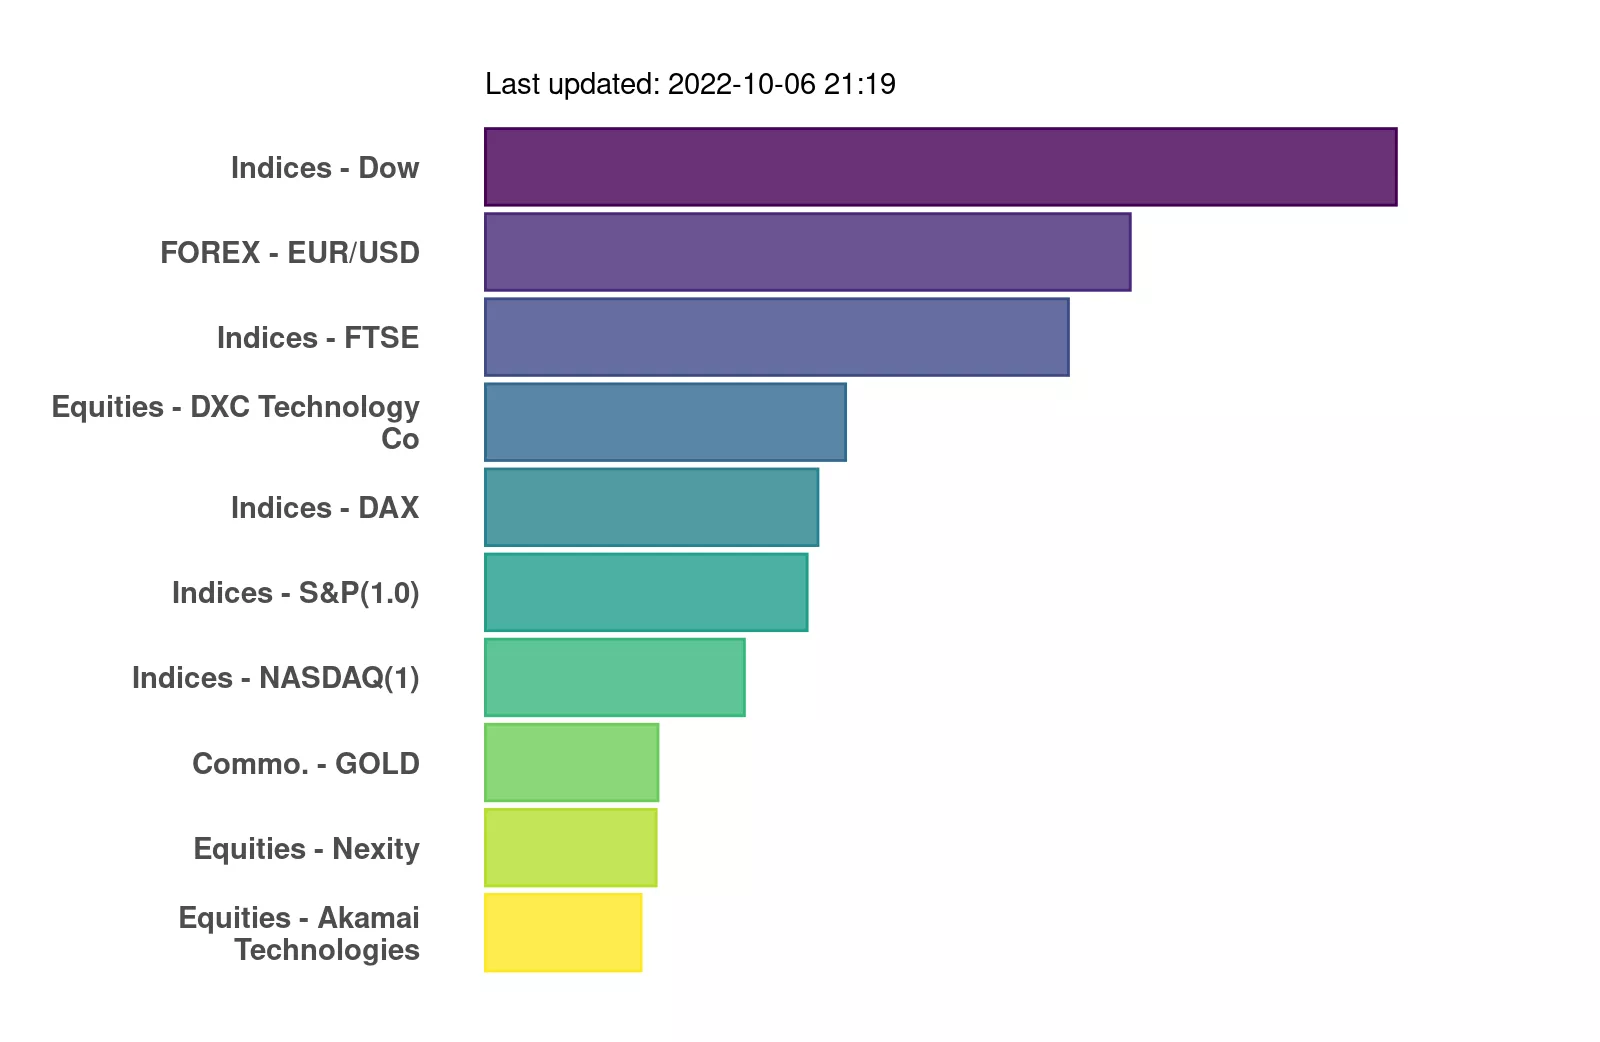 Last updated: 2022-10-06 21:19
Indices - Dow
FOREX - EUR/USD
Indices - FTSE
Equities - DXC Technology
Co
Indices - DAX
Indices - S&P(1.0)
Indices - NASDAQ(1)
Commo. - GOLD
Equities - Nexity
Equities - Akamai
Technologies